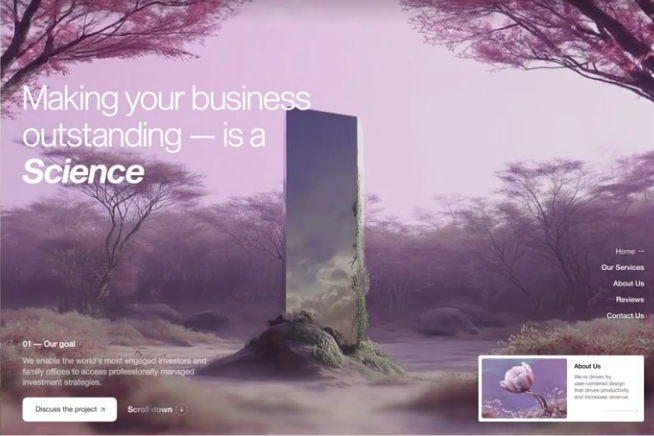 Making your business
outstanding — is a
Science
Home —
Our Services
About Us
Reviews
Contact Us
01 — Our goal
We enable the world's most engaged investors and
family offices to access professionally managed
investment strategies.
Discuss the project ↗
Scroll down ↓
About Us
We're driven by
user-centered design
that drives productivity
and increases revenue.